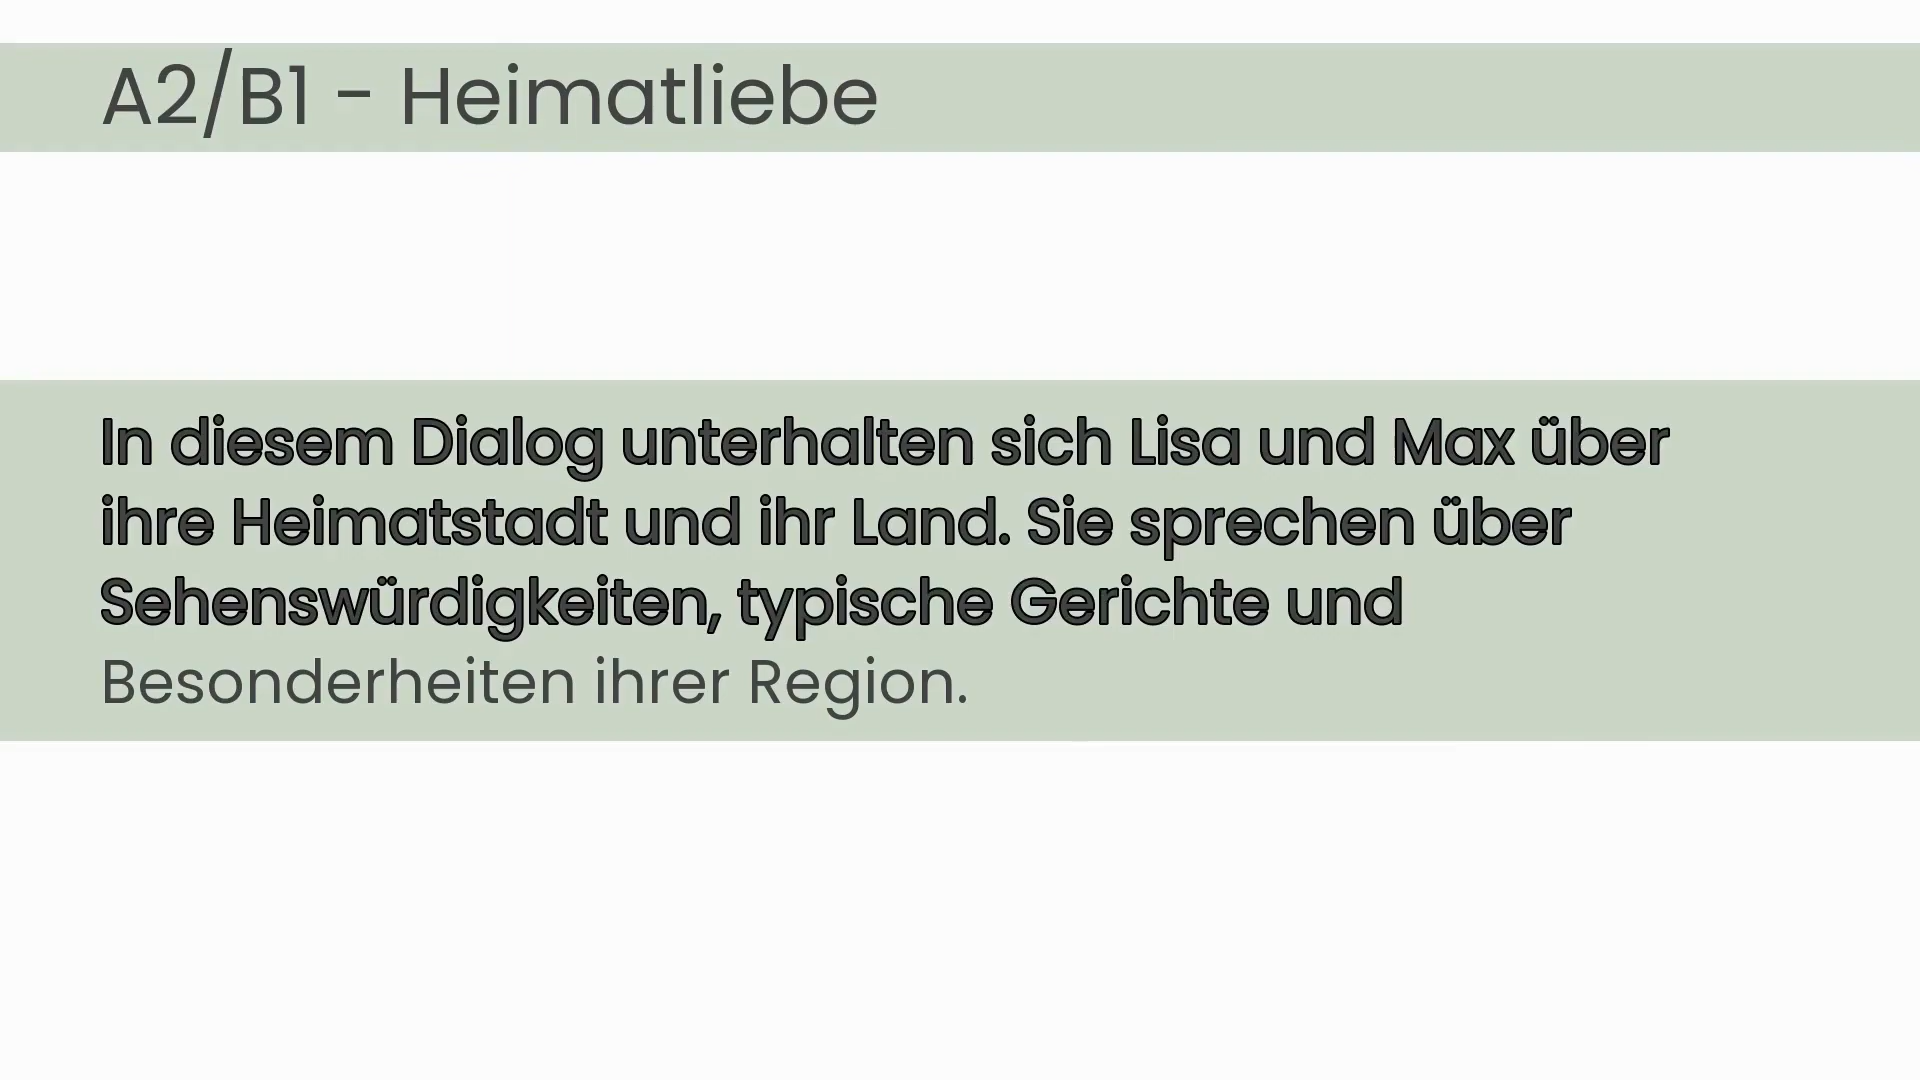 A2/B1 - Heimatliebe
In diesem Dialog unterhalten sich Lisa und Max über
ihre Heimatstadt und ihr Land. Sie sprechen über
Sehenswürdigkeiten, typische Gerichte und
Besonderheiten ihrer Region.